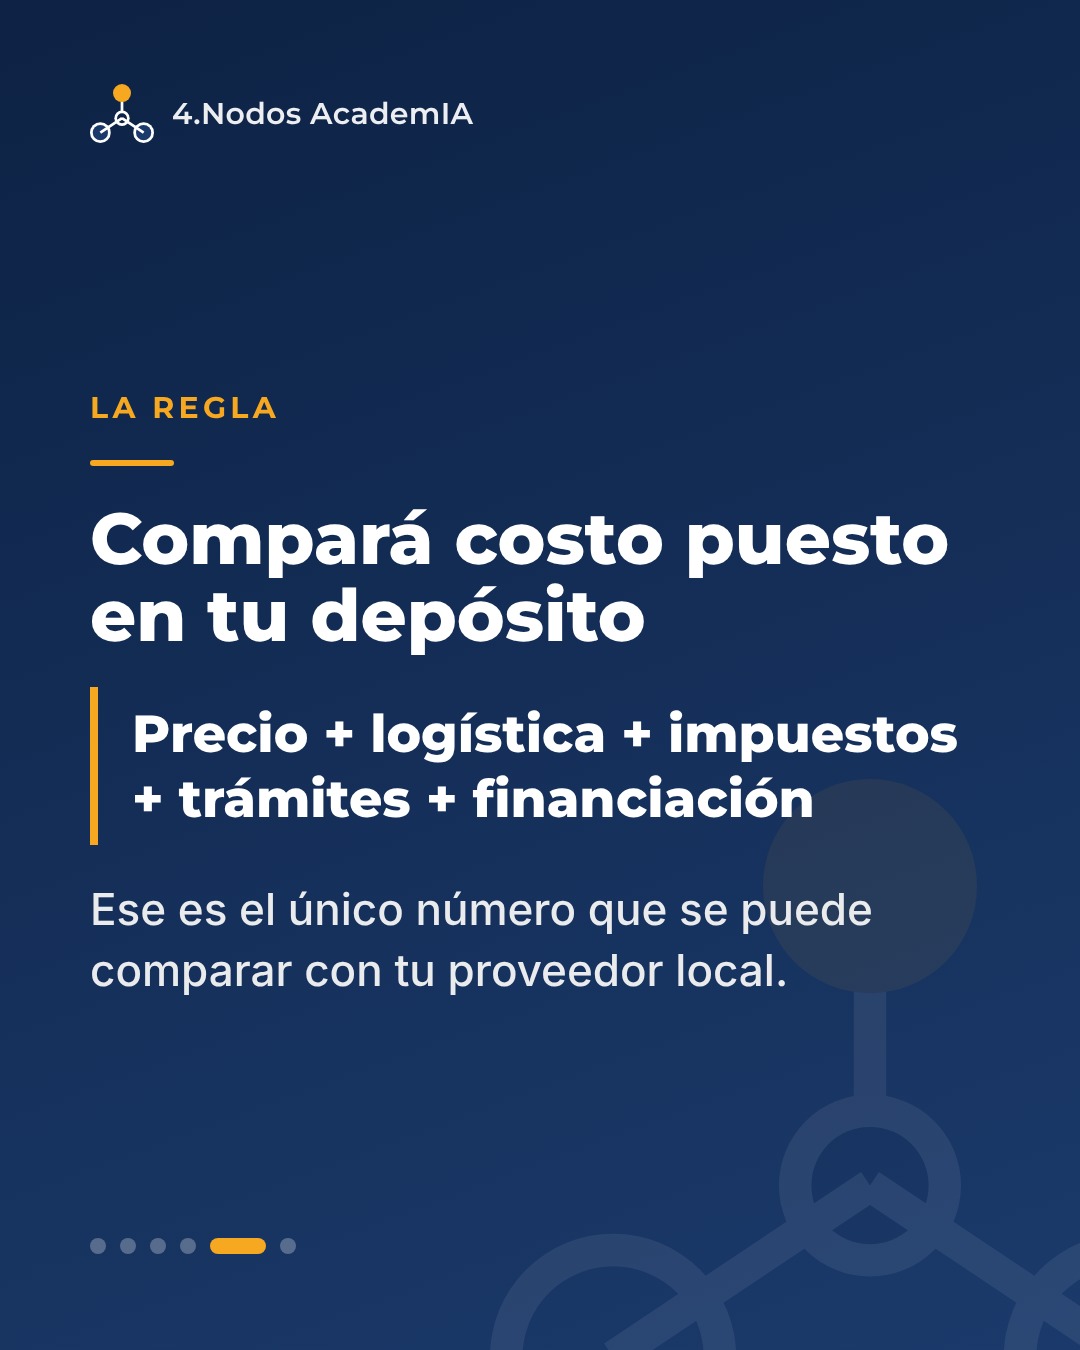 4.Nodos AcademIA
LA REGLA
Compará costo puesto
en tu depósito
Precio + logística + impuestos
+ trámites + financiación
Ese es el único número que se puede
comparar con tu proveedor local.